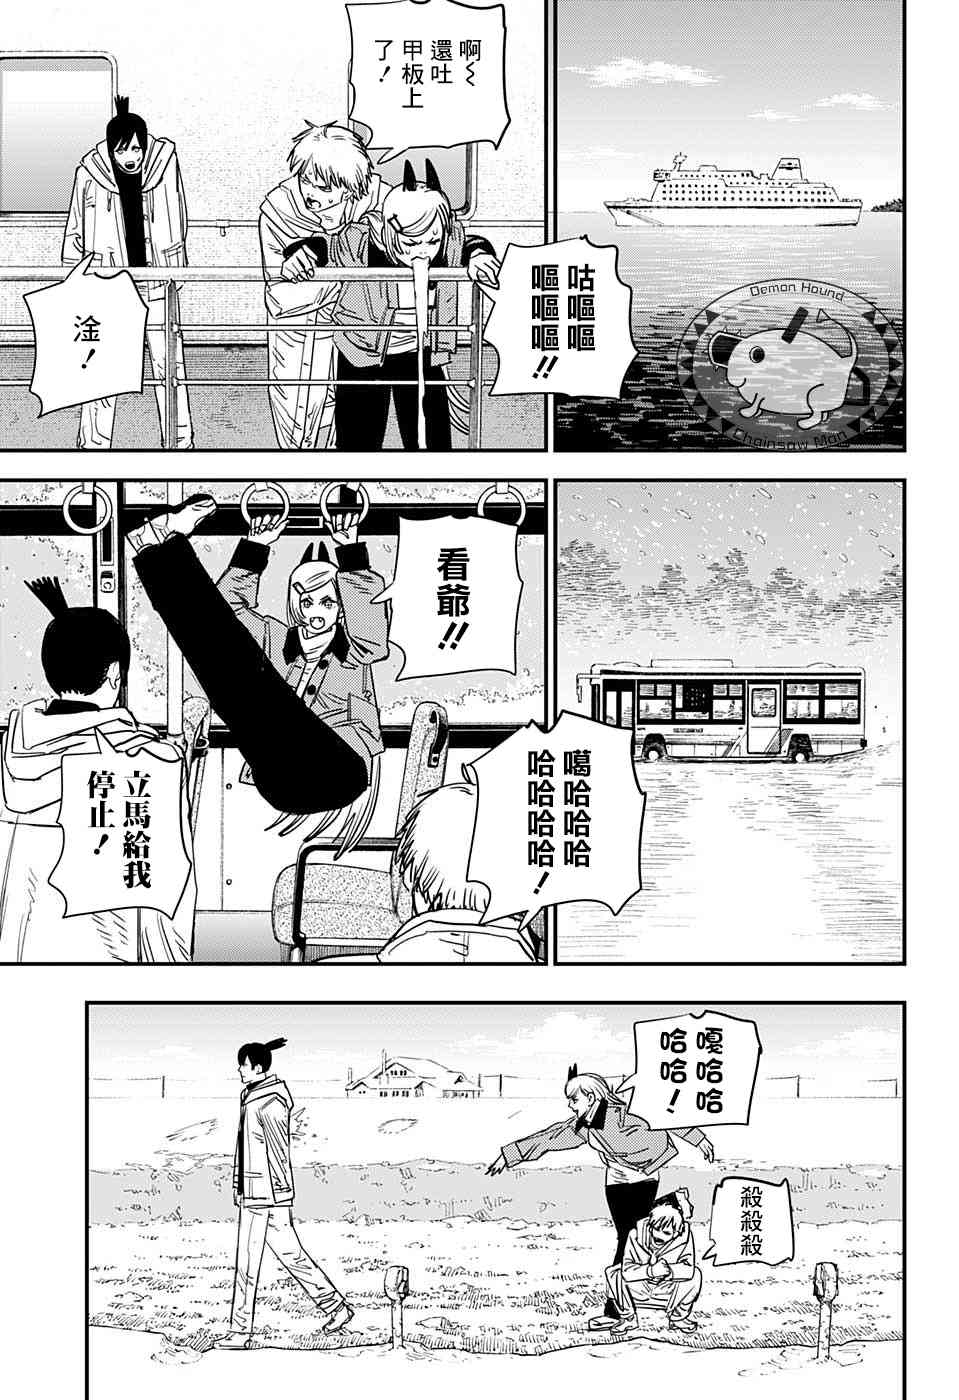 Demon Hound
Chainsaw Man
咕嘔嘔
嘔嘔嘔!!
啊～
還吐
甲板上
了!
淦!
看爺!!
噶哈哈哈
哈哈哈哈!
立馬給我
停止!
嘎哈哈
哈哈!
殺殺殺